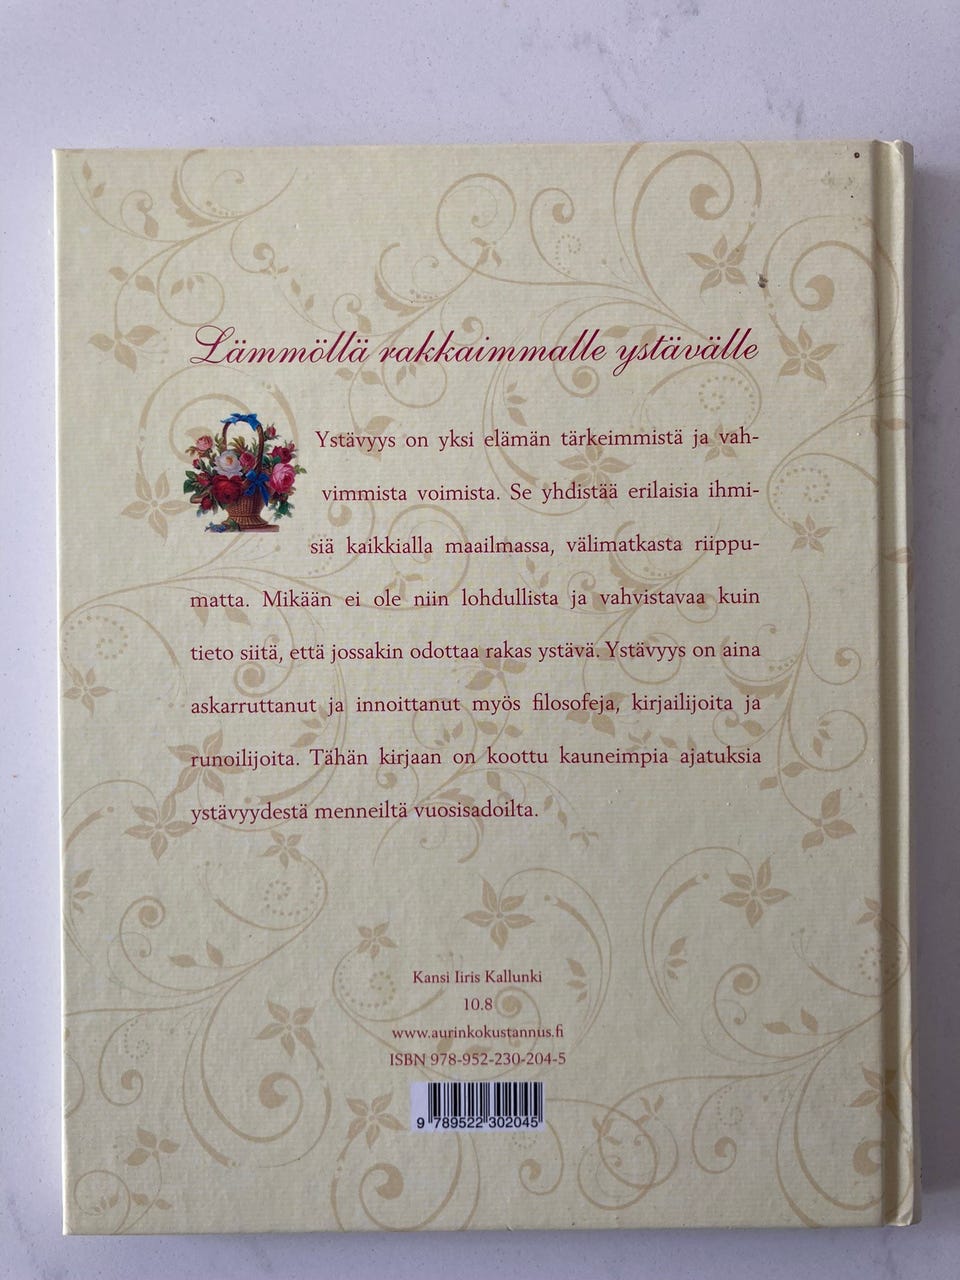 Lämmöllä rakkaimmalle ystävälle
Ystävyys on yksi elämän tärkeimmistä ja vah-
vimmista voimista. Se yhdistää erilaisia ihmi-
siä kaikkialla maailmassa, välimatkasta riippu-
matta. Mikään ei ole niin lohdullista ja vahvistavaa kuin
tieto siitä, että jossakin odottaa rakas ystävä. Ystävyys on aina
askarruttanut ja innoittanut myös filosofeja, kirjailijoita ja
runoilijoita. Tähän kirjaan on koottu kauneimpia ajatuksia
ystävyydestä menneiltä vuosisadoilta.
Kansi Iiris Kallunki
10.8
www.aurinkokustannus.fi
ISBN 978-952-230-204-5
9 789522 302045